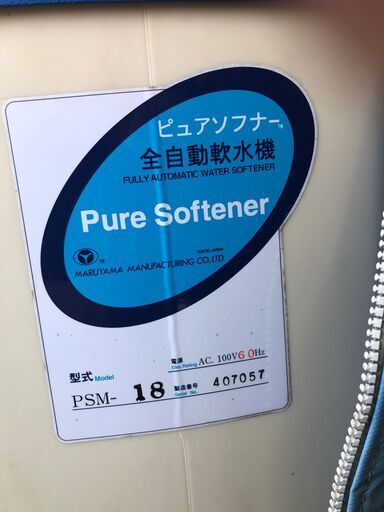 ピュアソフナー™
全自動軟水機
FULLY AUTOMATIC WATER SOFTENER
Pure Softener
TM TOKYO JAPAN
MARUYAMA MANUFACTURING CO.,LTD.
型式 Model
電源 Elec.Rating AC. 100V60Hz
PSM- 18
製造番号 Serial No. 407057